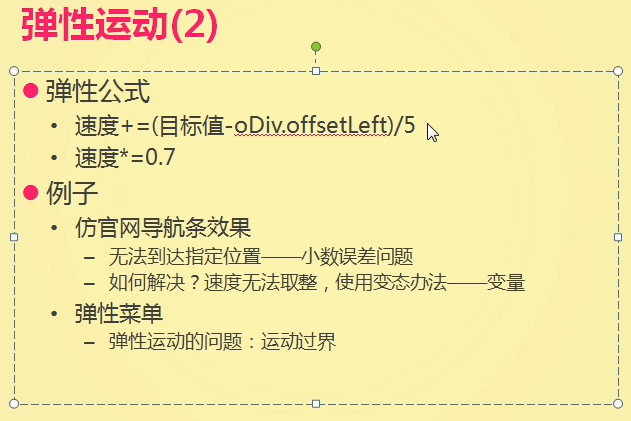 弹性运动(2)
弹性公式
速度+=(目标值-oDiv.offsetLeft)/5
速度*=0.7
例子
仿官网导航条效果
无法到达指定位置——小数误差问题
如何解决？速度无法取整，使用变态办法——变量
弹性菜单
弹性运动的问题：运动过界